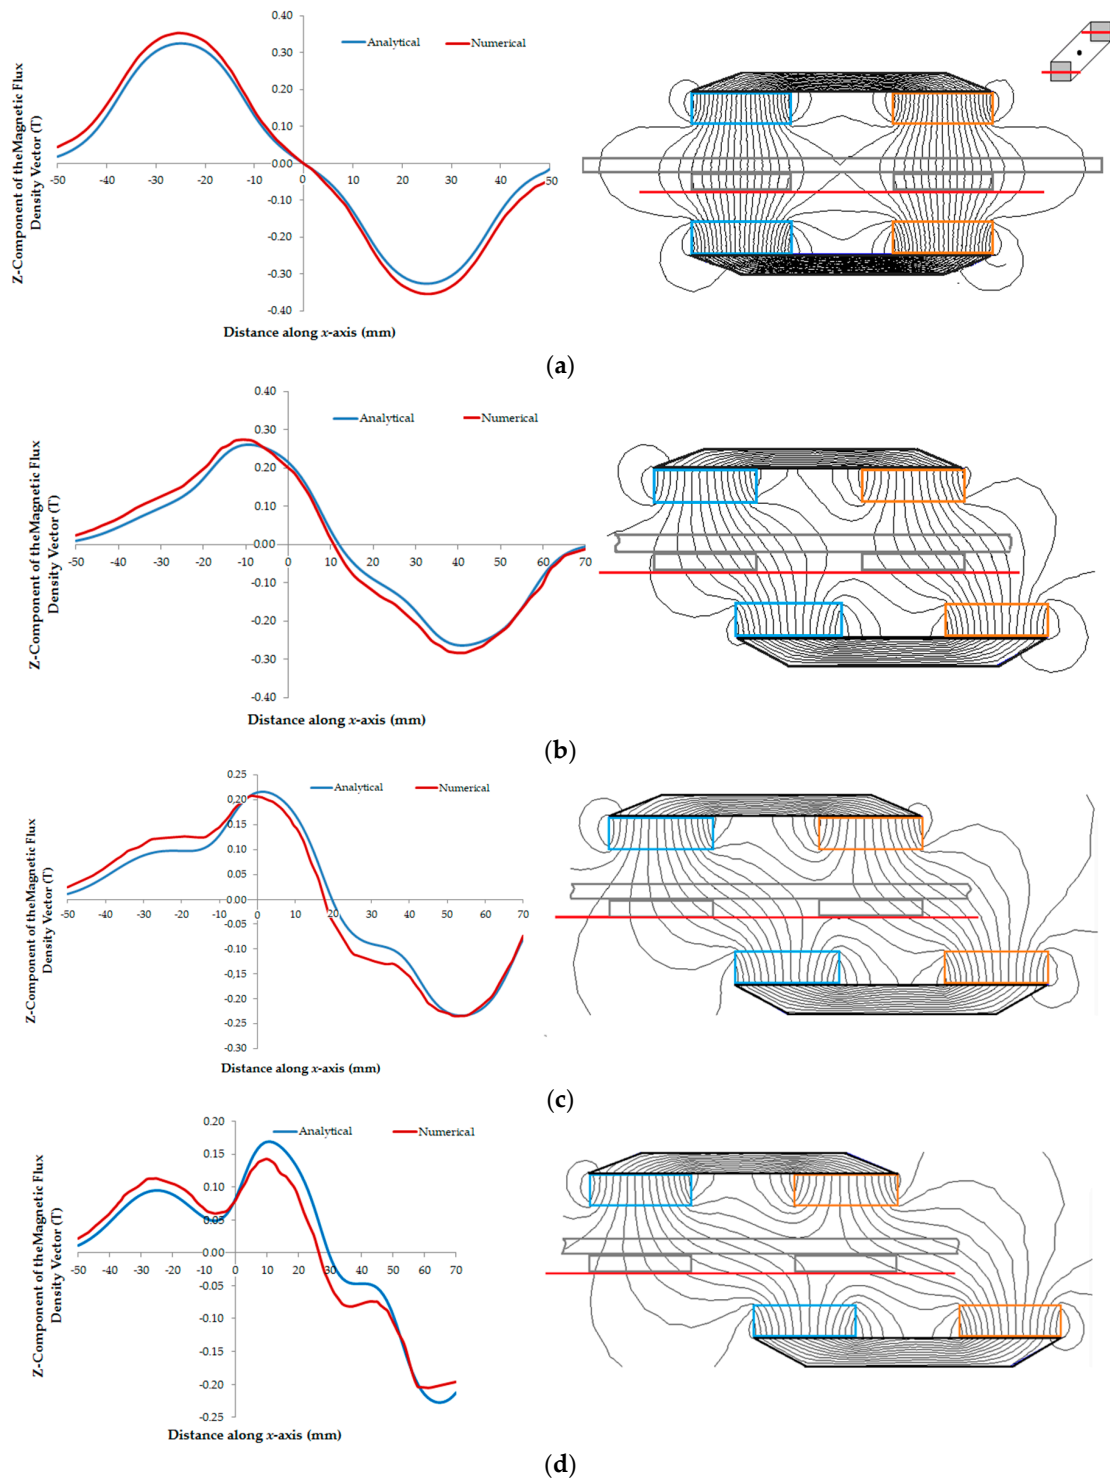 0.40
Analytical
Numerical
0.30
0.20
0.10
0.00
-50 -40 -30 -20 -10 0 10 20 30 40 50
-0.10
-0.20
-0.30
-0.40
Z-Component of theMagnetic Flux
Density Vector (T)
Distance along x-axis (mm)
(a)
0.40
Analytical
Numerical
0.30
0.20
0.10
0.00
-50 -40 -30 -20 -10 0 10 20 30 40 50 60 70
-0.10
-0.20
-0.30
-0.40
Z-Component of theMagnetic Flux
Density Vector (T)
Distance along x-axis (mm)
(b)
0.25
Analytical
Numerical
0.20
0.15
0.10
0.05
0.00
-50 -40 -30 -20 -10 0 10 20 30 40 50 60 70
-0.05
-0.10
-0.15
-0.20
-0.25
-0.30
Z-Component of theMagnetic Flux
Density Vector (T)
Distance along x-axis (mm)
(c)
0.20
Analytical
Numerical
0.15
0.10
0.05
0.00
-50 -40 -30 -20 -10 0 10 20 30 40 50 60 70
-0.05
-0.10
-0.15
-0.20
-0.25
Z-Component of theMagnetic Flux
Density Vector (T)
Distance along x-axis (mm)
(d)